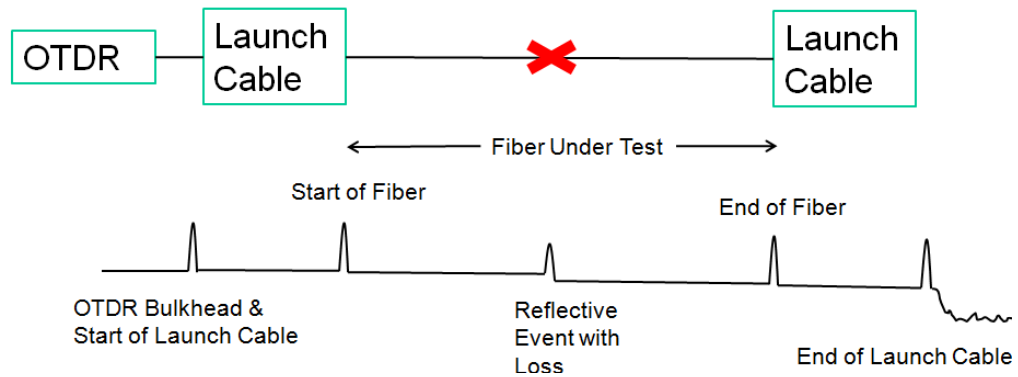 OTDR
Launch
Cable
Launch
Cable
Fiber Under Test
Start of Fiber
End of Fiber
OTDR Bulkhead &
Start of Launch Cable
Reflective
Event with
Loss
End of Launch Cable